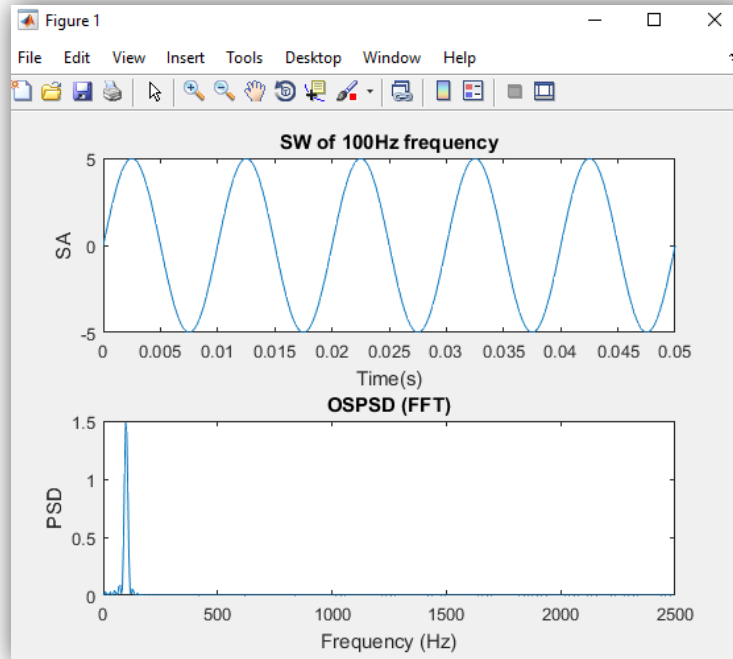 Figure 1
File Edit View Insert Tools Desktop Window Help
SW of 100Hz frequency
5
0
-5
SA
0 0.005 0.01 0.015 0.02 0.025 0.03 0.035 0.04 0.045 0.05
Time(s)
OSPSD (FFT)
1.5
1
0.5
0
PSD
0 500 1000 1500 2000 2500
Frequency (Hz)